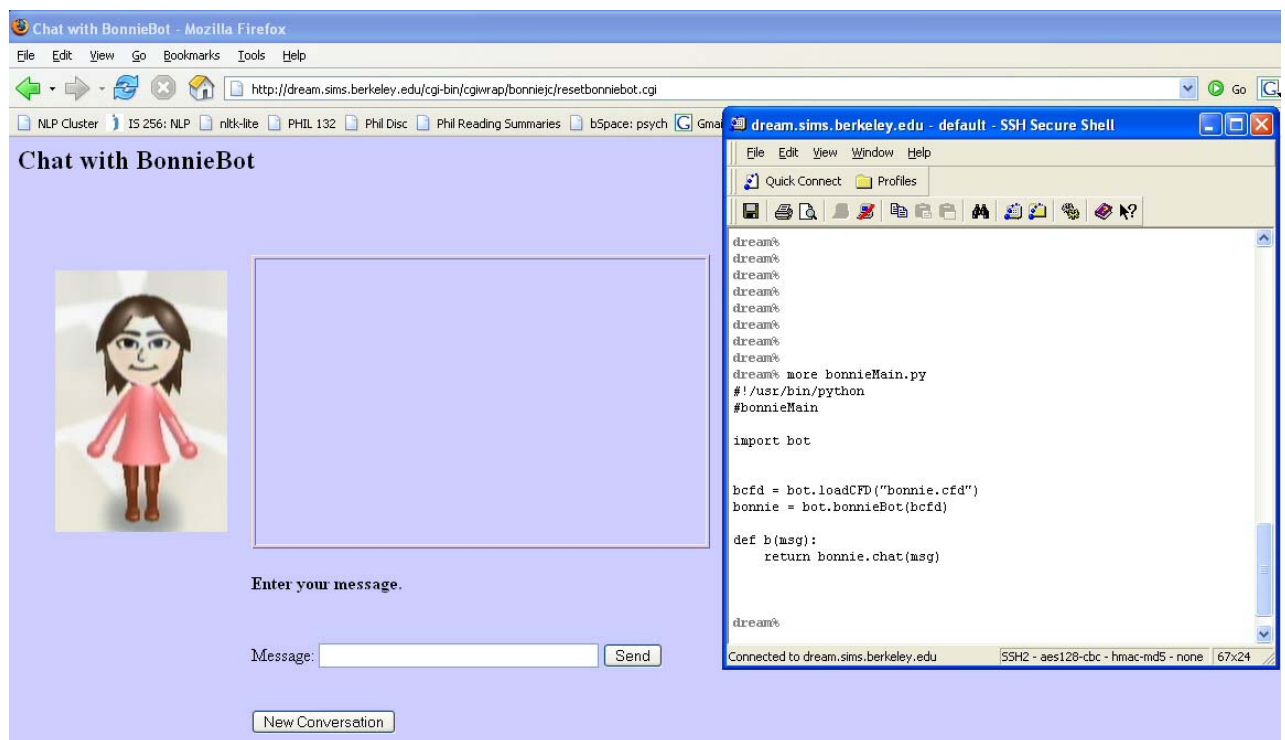 Chat with BonnieBot - Mozilla Firefox
File Edit View Go Bookmarks Tools Help
http://dream.sims.berkeley.edu/cgi-bin/cgiwrap/bonniejc/resetbonniebot.cgi
Go
NLP Cluster IS 256: NLP nltk-lite PHIL 132 Phil Disc Phil Reading Summaries bSpace: psych
Chat with BonnieBot
Enter your message.
Message: Send
New Conversation
dream.sims.berkeley.edu - default - SSH Secure Shell
File Edit View Window Help
Quick Connect Profiles
dream%
dream%
dream%
dream%
dream%
dream%
dream%
dream%
dream% more bonnieMain.py
#!/usr/bin/python
#bonnieMain
import bot
bcfd = bot.loadCFD("bonnie.cfd")
bonnie = bot.bonnieBot(bcfd)
def b(msg):
return bonnie.chat(msg)
dream%
Connected to dream.sims.berkeley.edu SSH2 - aes128-cbc - hmac-md5 - none 67x24